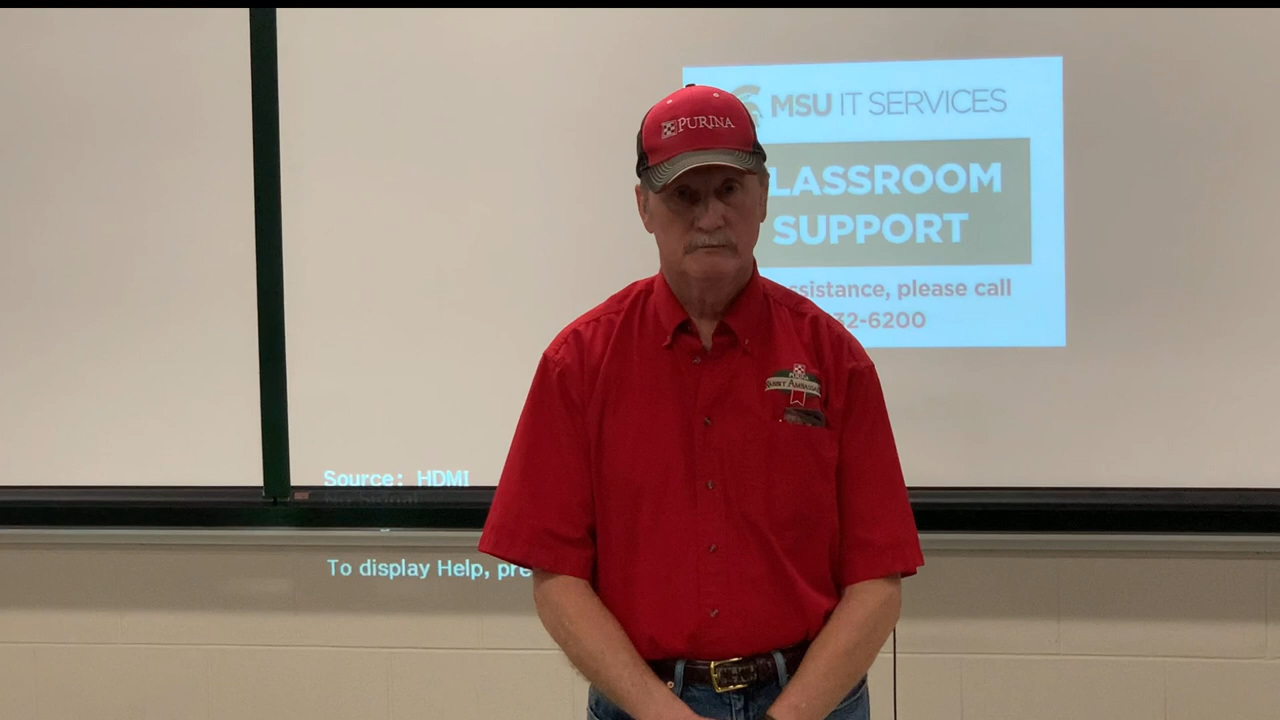 MSU IT SERVICES
PURINA
LASSROOM
SUPPORT
ssistance, please call
32-6200
Source: HDMI
To display Help, pre